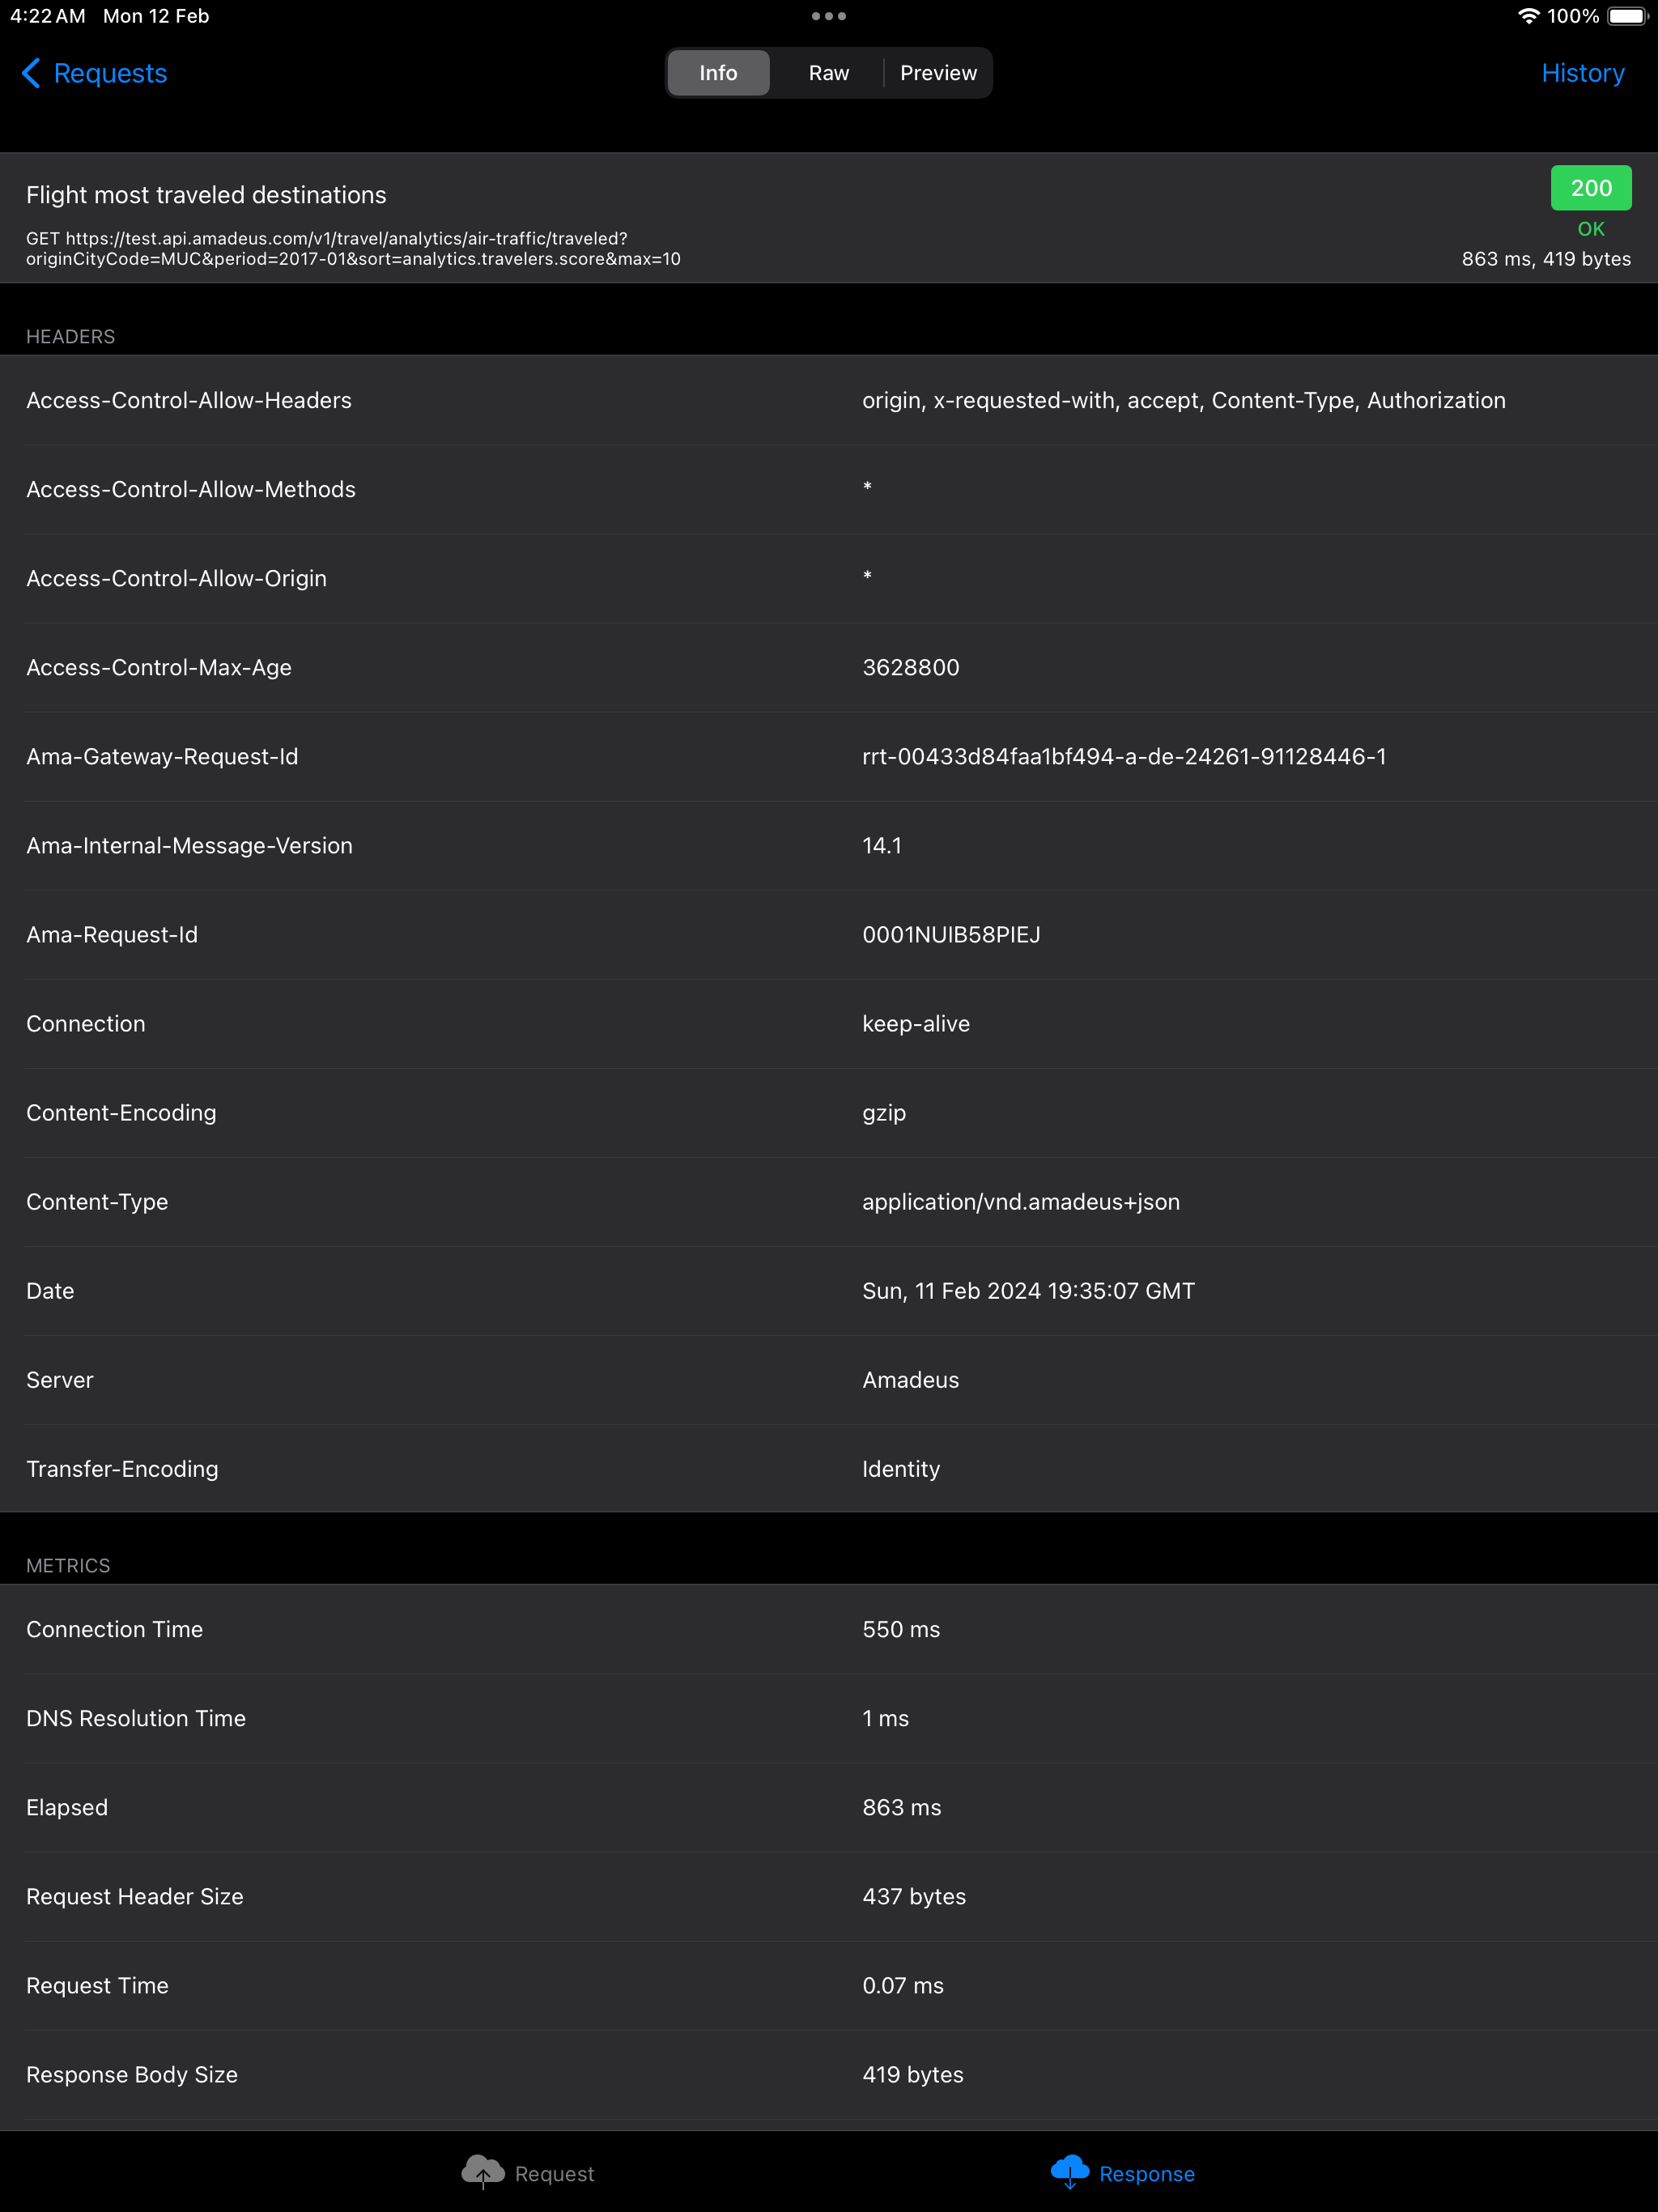 4:22 AM Mon 12 Feb 100%
Requests Info Raw Preview History
Flight most traveled destinations 200
GET https://test.api.amadeus.com/v1/travel/analytics/air-traffic/traveled? OK
originCityCode=MUC&period=2017-01&sort=analytics.travelers.score&max=10 863 ms, 419 bytes
HEADERS
Access-Control-Allow-Headers origin, x-requested-with, accept, Content-Type, Authorization
Access-Control-Allow-Methods *
Access-Control-Allow-Origin *
Access-Control-Max-Age 3628800
Ama-Gateway-Request-Id rrt-00433d84faa1bf494-a-de-24261-91128446-1
Ama-Internal-Message-Version 14.1
Ama-Request-Id 0001NUIB58PIEJ
Connection keep-alive
Content-Encoding gzip
Content-Type application/vnd.amadeus+json
Date Sun, 11 Feb 2024 19:35:07 GMT
Server Amadeus
Transfer-Encoding Identity
METRICS
Connection Time 550 ms
DNS Resolution Time 1 ms
Elapsed 863 ms
Request Header Size 437 bytes
Request Time 0.07 ms
Response Body Size 419 bytes
Request Response